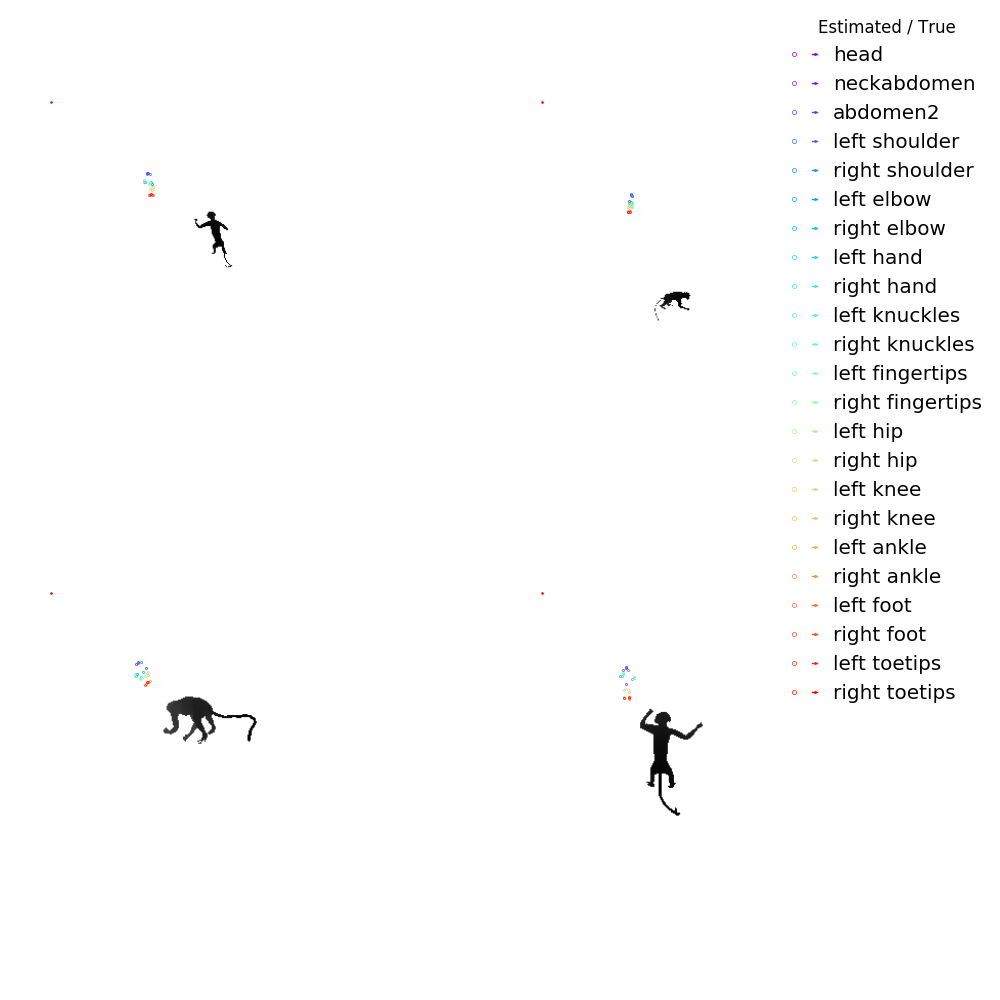 Estimated / True
head
neckabdomen
abdomen2
left shoulder
right shoulder
left elbow
right elbow
left hand
right hand
left knuckles
right knuckles
left fingertips
right fingertips
left hip
right hip
left knee
right knee
left ankle
right ankle
left foot
right foot
left toetips
right toetips